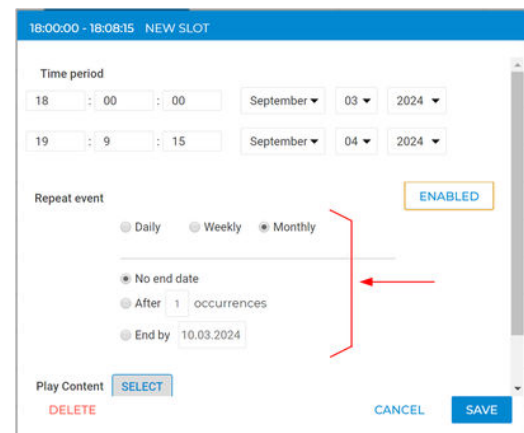 18:00:00 - 18:08:15 NEW SLOT
Time period
18 : 00 : 00 September 03 2024
19 : 9 : 15 September 04 2024
Repeat event ENABLED
Daily Weekly Monthly
No end date
After 1 occurrences
End by 10.03.2024
Play Content SELECT
DELETE CANCEL SAVE